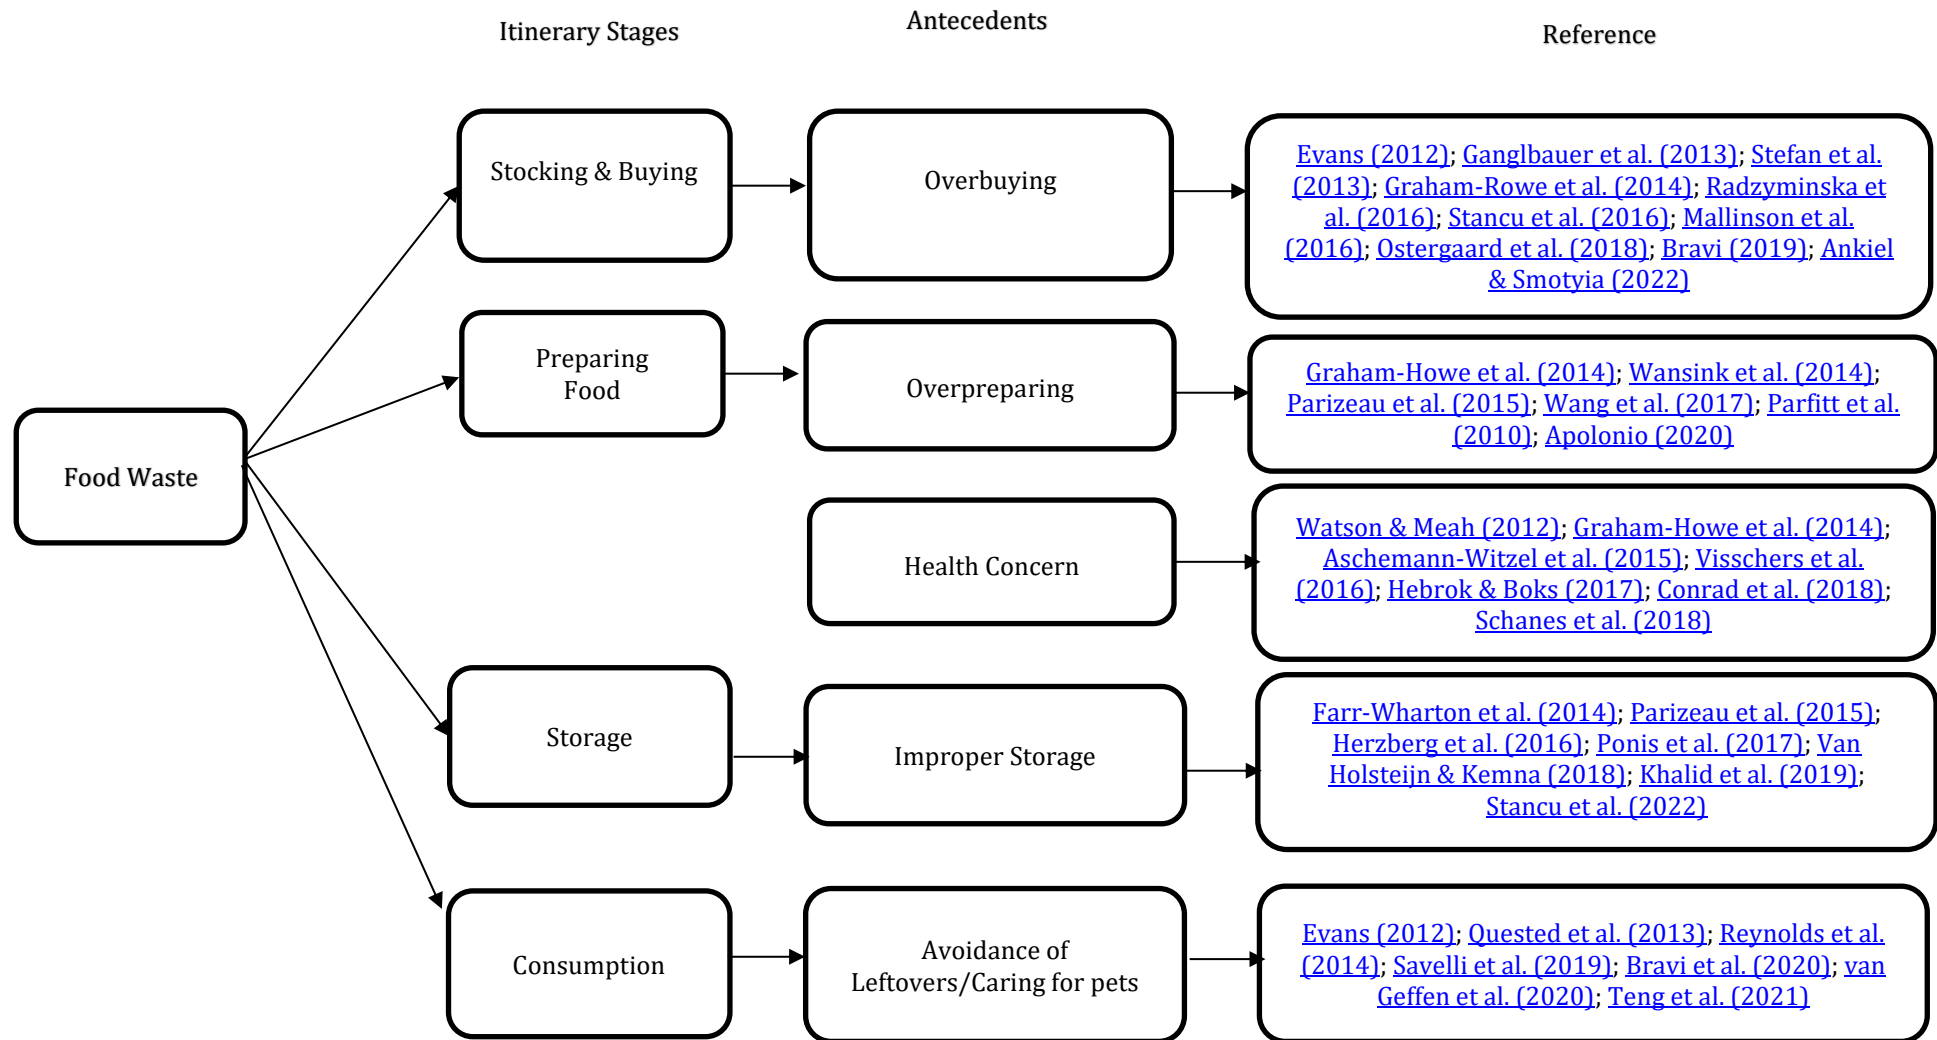 Itinerary Stages
Antecedents
Reference
Food Waste
Stocking & Buying
Overbuying
Evans (2012); Ganglbauer et al. (2013); Stefan et al.
(2013); Graham-Rowe et al. (2014); Radzyminska et
al. (2016); Stancu et al. (2016); Mallinson et al.
(2016); Ostergaard et al. (2018); Bravi (2019); Ankiel
& Smotyia (2022)
Preparing
Food
Overpreparing
Graham-Howe et al. (2014); Wansink et al. (2014);
Parizeau et al. (2015); Wang et al. (2017); Parfitt et al.
(2010); Apolonio (2020)
Health Concern
Watson & Meah (2012); Graham-Howe et al. (2014);
Aschemann-Witzel et al. (2015); Visschers et al.
(2016); Hebrok & Boks (2017); Conrad et al. (2018);
Schanes et al. (2018)
Storage
Improper Storage
Farr-Wharton et al. (2014); Parizeau et al. (2015);
Herzberg et al. (2016); Ponis et al. (2017); Van
Holsteijn & Kemna (2018); Khalid et al. (2019);
Stancu et al. (2022)
Consumption
Avoidance of
Leftovers/Caring for pets
Evans (2012); Quested et al. (2013); Reynolds et al.
(2014); Savelli et al. (2019); Bravi et al. (2020); van
Geffen et al. (2020); Teng et al. (2021)